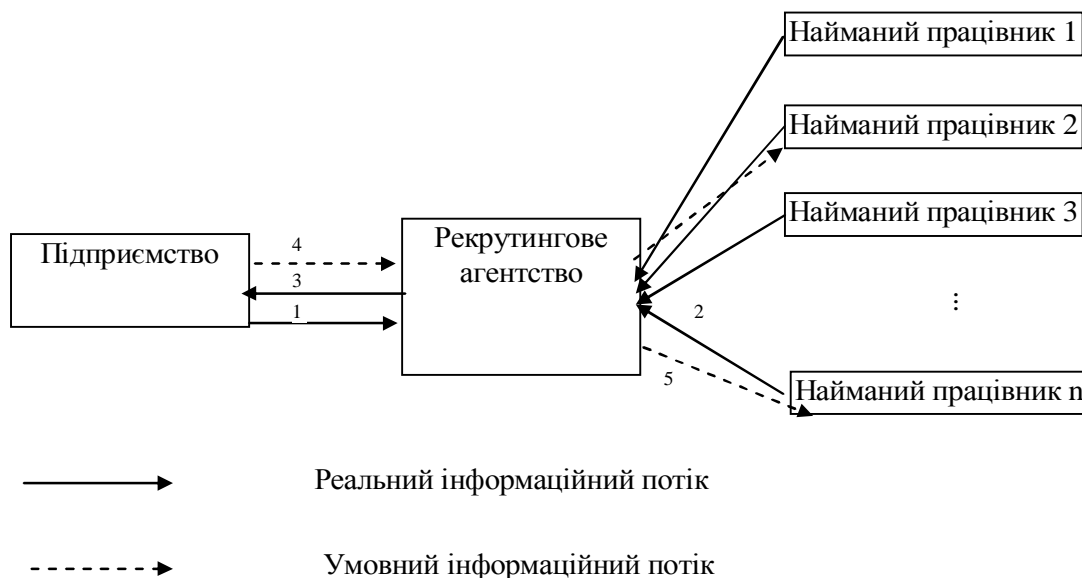 Найманий працівник 1
Найманий працівник 2
Найманий працівник 3
...
Найманий працівник n
Підприємство
Рекрутингове
агентство
4
3
1
2
5
Реальний інформаційний потік
Умовний інформаційний потік